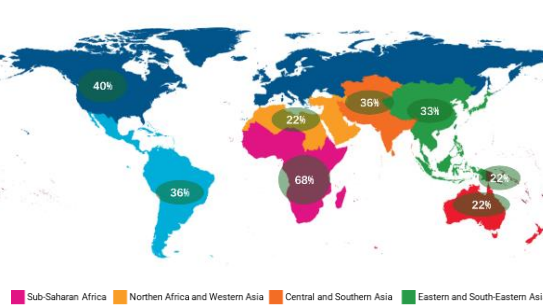 40%
36%
22%
33%
22%
68%
36%
22%
Sub-Saharan Africa
Northen Africa and Western Asia
Central and Southern Asia
Eastern and South-Eastern Asi